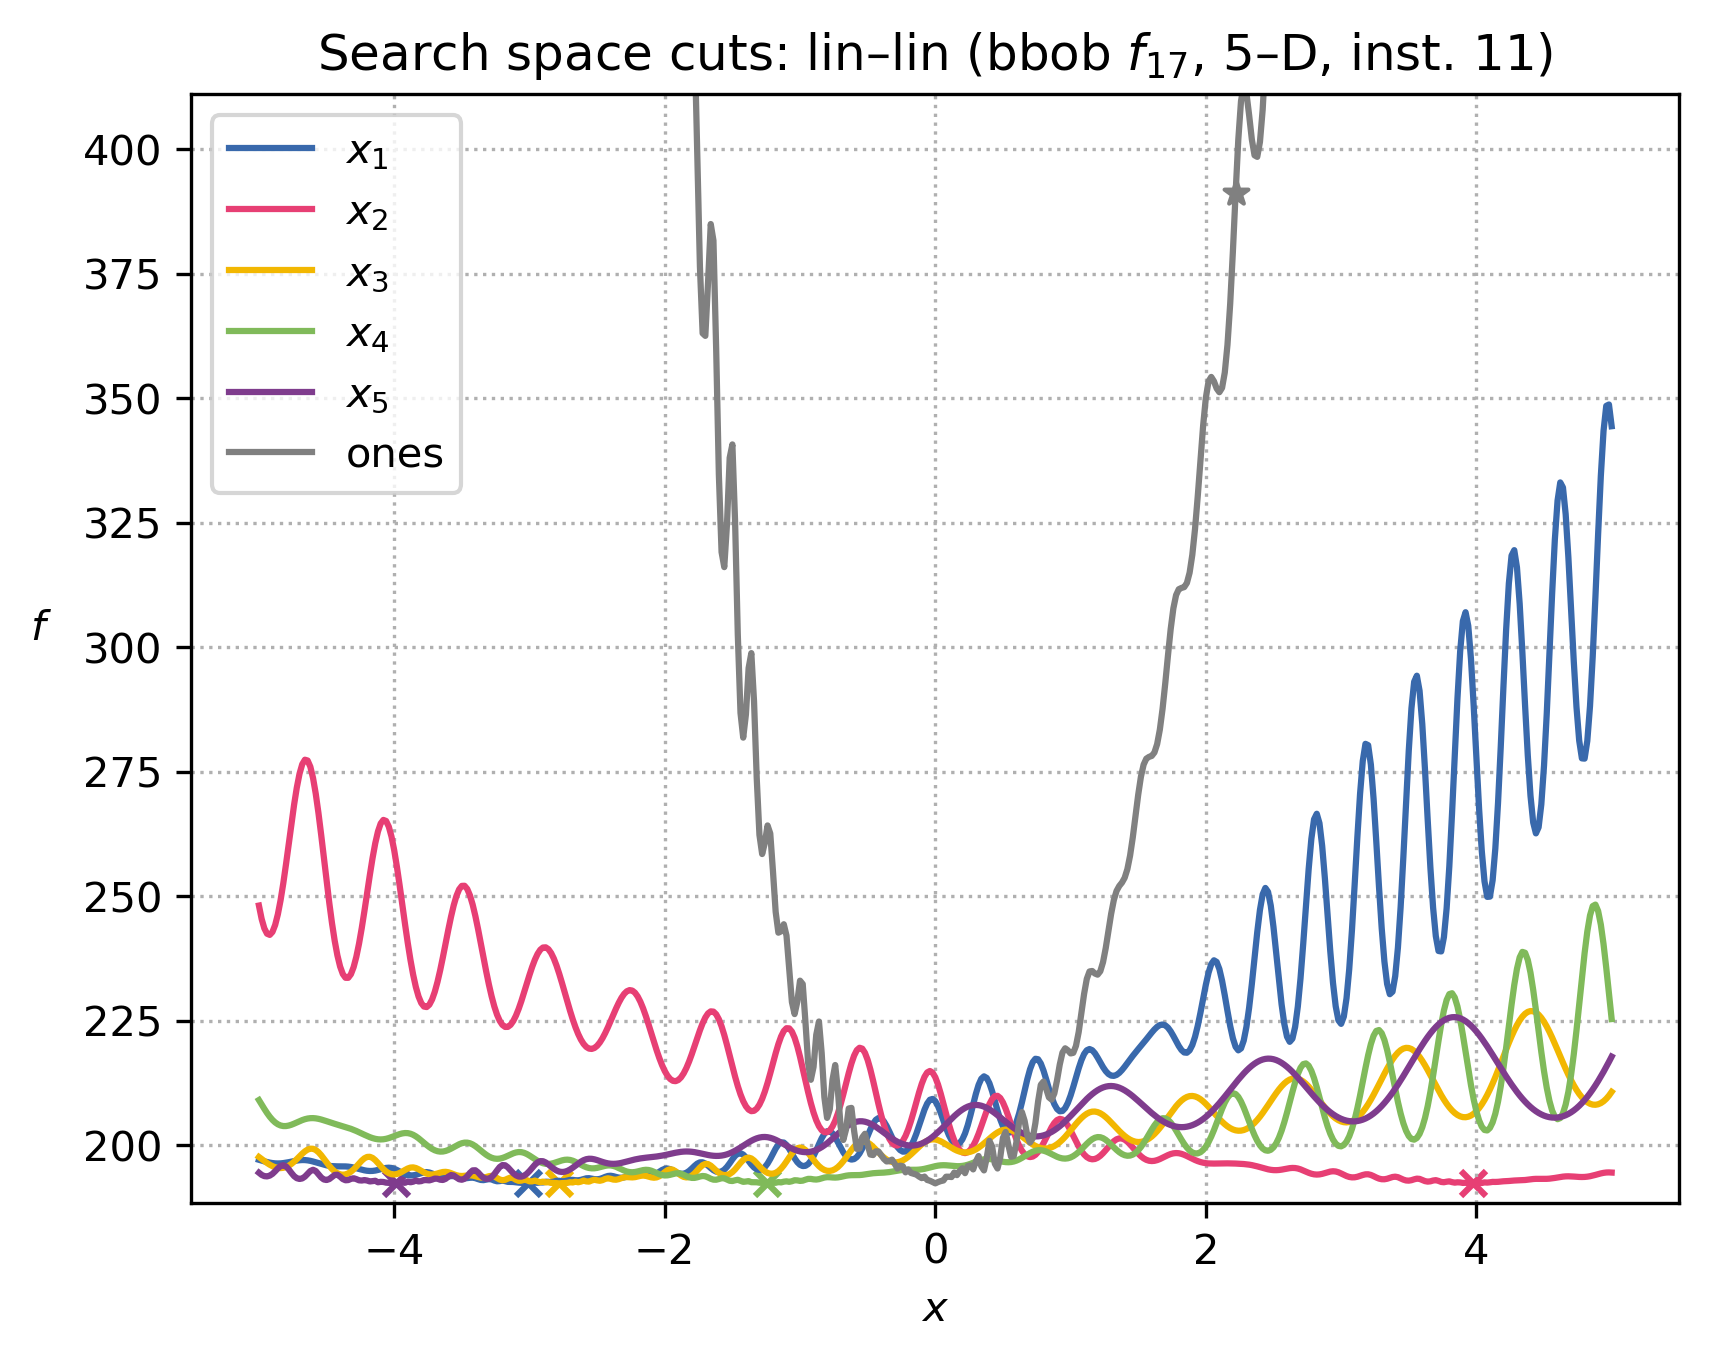 Search space cuts: lin–lin (bbob f₁₇, 5–D, inst. 11)
x₁
x₂
x₃
x₄
x₅
ones
400
375
350
325
300
275
250
225
200
f
−4 −2 0 2 4
x